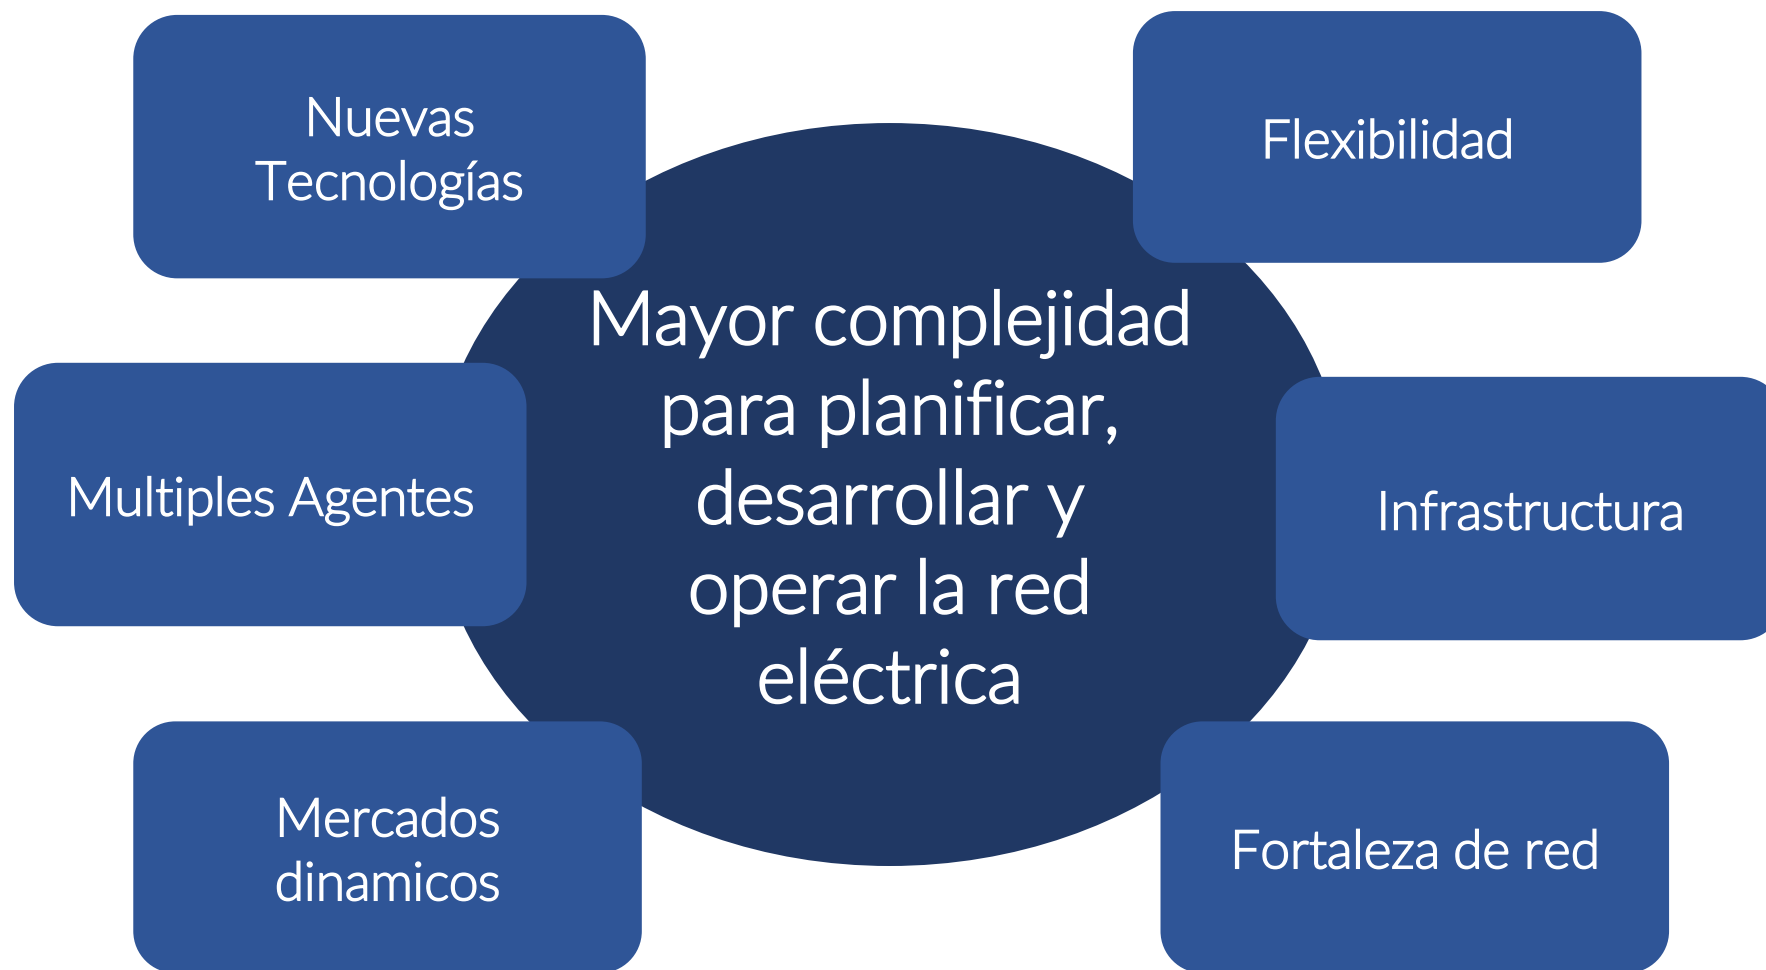 Nuevas
Tecnologías
Flexibilidad
Mayor complejidad
para planificar,
desarrollar y
operar la red
eléctrica
Multiples Agentes
Infrastructura
Mercados
dinamicos
Fortaleza de red